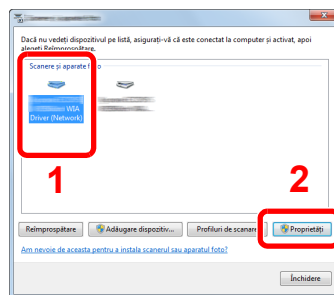 Dacă nu vedeți dispozitivul pe listă, asigurați-vă că este conectat la computer și activat, apoi
alegeți Reîmprospătare.
Scanere și aparate foto
WIA
Driver (Network)
1
2
Reîmprospătare
Adăugare dispozitiv...
Profiluri de scanare
Proprietăți
Am nevoie de aceasta pentru a instala scanerul sau aparatul foto?
Închidere